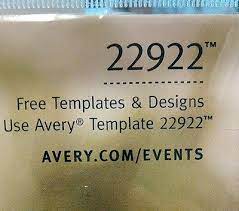 22922™
Free Templates & Designs
Use Avery® Template 22922™
AVERY.COM/EVENTS